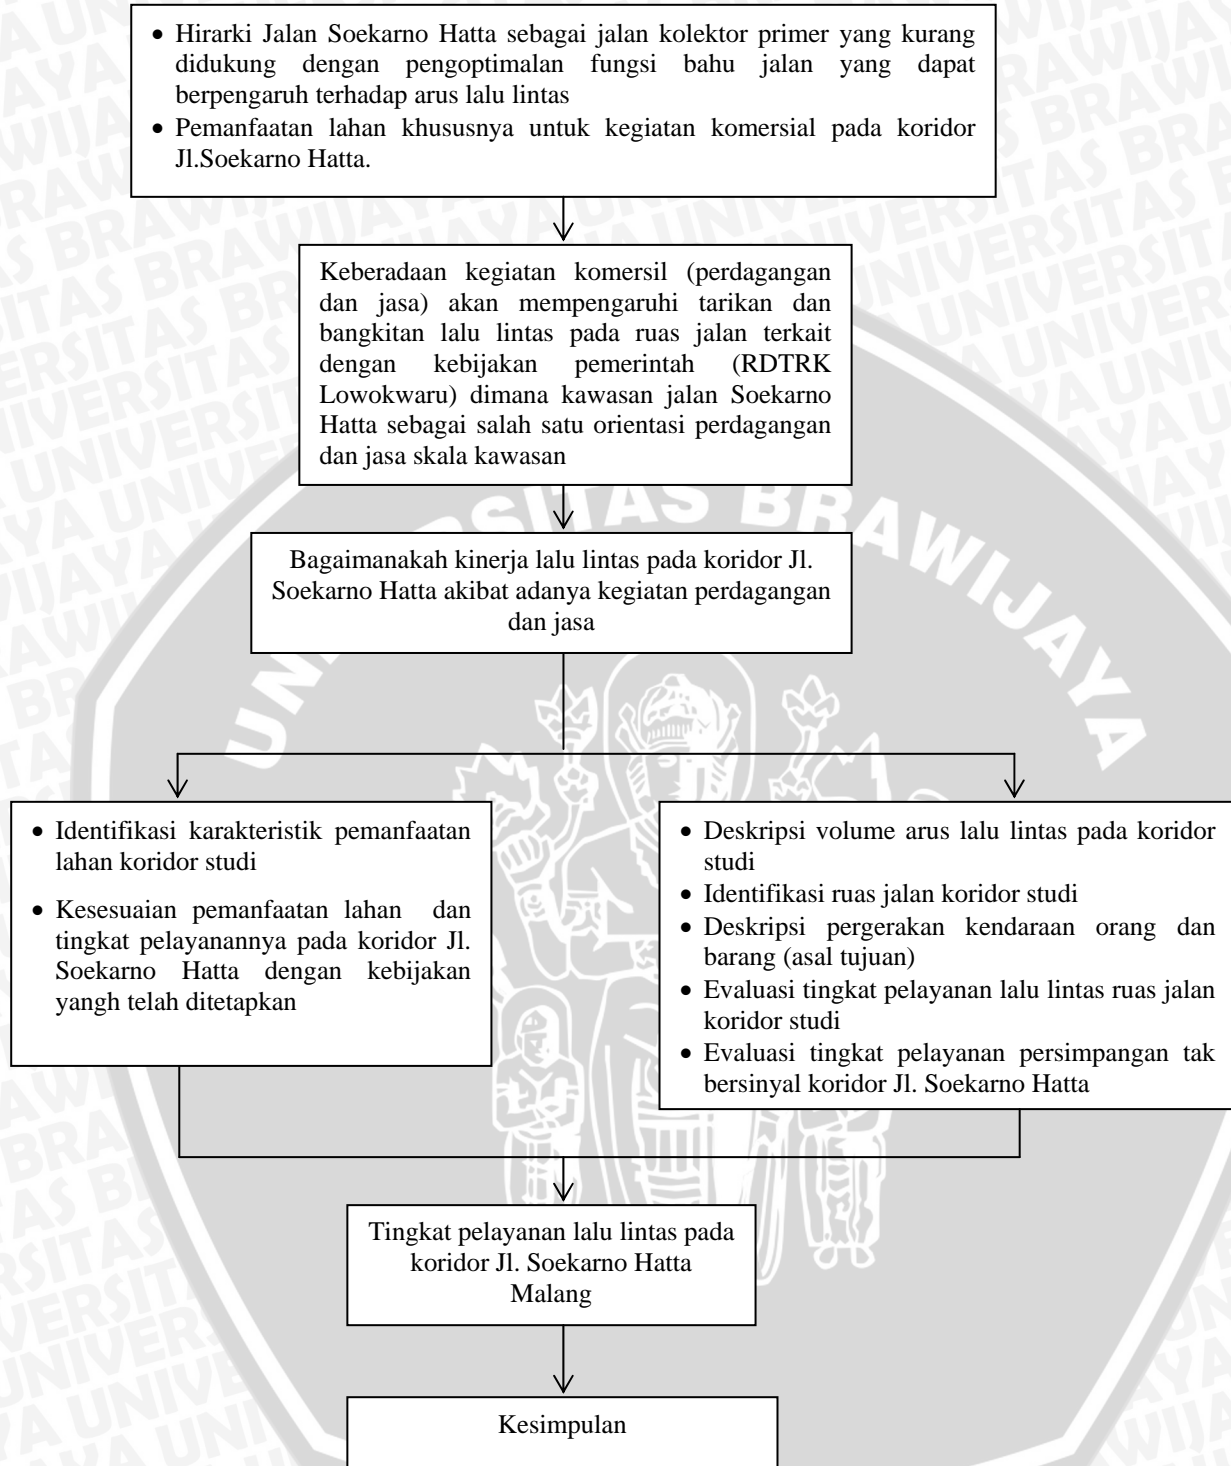 • Hirarki Jalan Soekarno Hatta sebagai jalan kolektor primer yang kurang
didukung dengan pengoptimalan fungsi bahu jalan yang dapat
berpengaruh terhadap arus lalu lintas
• Pemanfaatan lahan khususnya untuk kegiatan komersial pada koridor
Jl.Soekarno Hatta.
Keberadaan kegiatan komersil (perdagangan
dan jasa) akan mempengaruhi tarikan dan
bangkitan lalu lintas pada ruas jalan terkait
dengan kebijakan pemerintah (RDTRK
Lowokwaru) dimana kawasan jalan Soekarno
Hatta sebagai salah satu orientasi perdagangan
dan jasa skala kawasan
Bagaimanakah kinerja lalu lintas pada koridor Jl.
Soekarno Hatta akibat adanya kegiatan perdagangan
dan jasa
• Identifikasi karakteristik pemanfaatan
lahan koridor studi
• Kesesuaian pemanfaatan lahan dan
tingkat pelayanannya pada koridor Jl.
Soekarno Hatta dengan kebijakan
yangh telah ditetapkan
• Deskripsi volume arus lalu lintas pada koridor
studi
• Identifikasi ruas jalan koridor studi
• Deskripsi pergerakan kendaraan orang dan
barang (asal tujuan)
• Evaluasi tingkat pelayanan lalu lintas ruas jalan
koridor studi
• Evaluasi tingkat pelayanan persimpangan tak
bersinyal koridor Jl. Soekarno Hatta
Tingkat pelayanan lalu lintas pada
koridor Jl. Soekarno Hatta
Malang
Kesimpulan